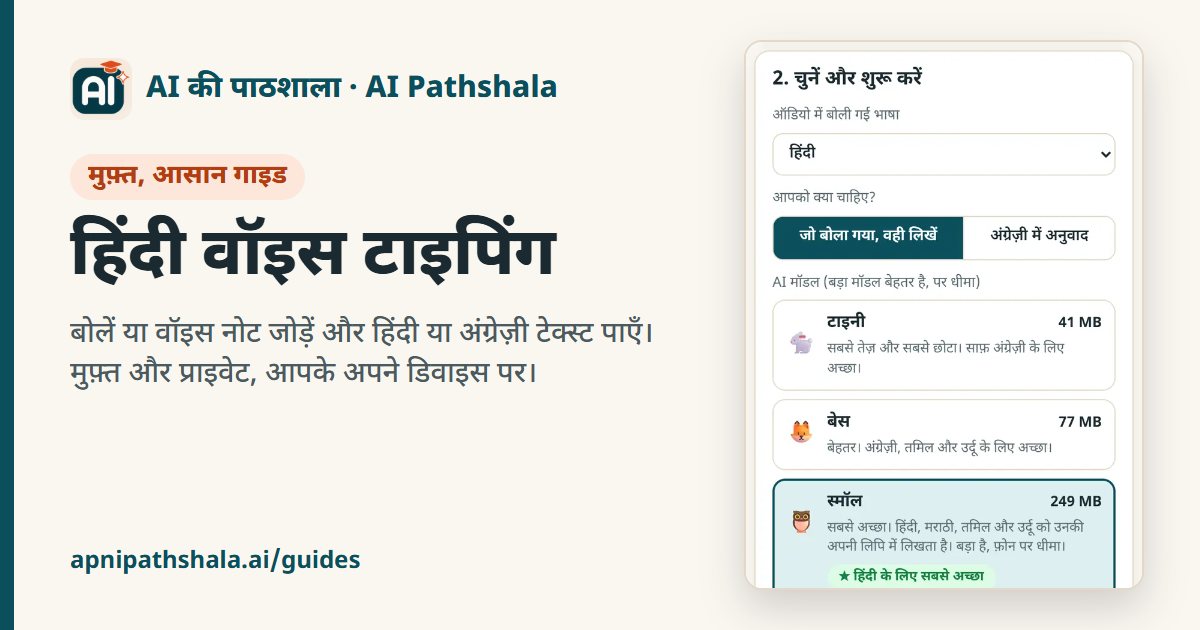 AI
AI की पाठशाला · AI Pathshala
मुफ़्त, आसान गाइड
हिंदी वॉइस टाइपिंग
बोलें या वॉइस नोट जोड़ें और हिंदी या अंग्रेज़ी टेक्स्ट पाएँ।
मुफ़्त और प्राइवेट, आपके अपने डिवाइस पर।
apnipathshala.ai/guides
2. चुनें और शुरू करें
ऑडियो में बोली गई भाषा
हिंदी
आपको क्या चाहिए?
जो बोला गया, वही लिखें
अंग्रेज़ी में अनुवाद
AI मॉडल (बड़ा मॉडल बेहतर है, पर धीमा)
टाइनी 41 MB
सबसे तेज़ और सबसे छोटा। साफ़ अंग्रेज़ी के लिए
अच्छा।
बेस 77 MB
बेहतर। अंग्रेज़ी, तमिल और उर्दू के लिए अच्छा।
स्मॉल 249 MB
सबसे अच्छा। हिंदी, मराठी, तमिल और उर्दू को उनकी
अपनी लिपि में लिखता है। बड़ा है, फ़ोन पर धीमा।
★ हिंदी के लिए सबसे अच्छा